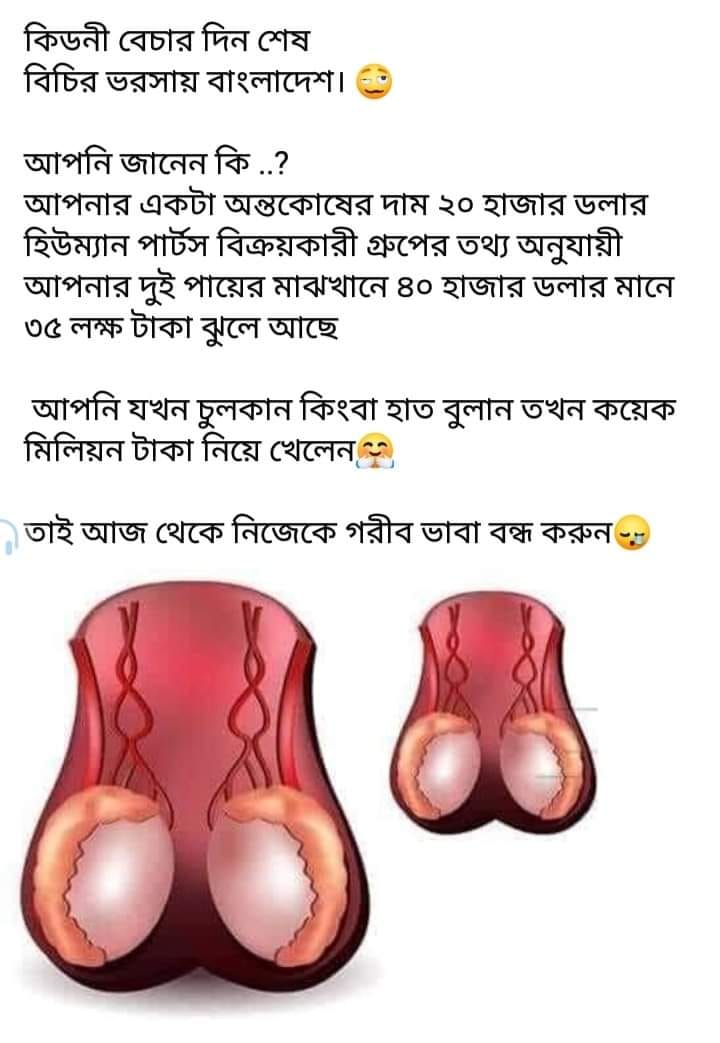 কিডনী বেচার দিন শেষ
বিচির ভরসায় বাংলাদেশ। 🥴
আপনি জানেন কি ..?
আপনার একটা অন্তকোষের দাম ২০ হাজার ডলার
হিউম্যান পার্টস বিক্রয়কারী গ্রুপের তথ্য অনুযায়ী
আপনার দুই পায়ের মাঝখানে ৪০ হাজার ডলার মানে
৩৫ লক্ষ টাকা ঝুলে আছে
আপনি যখন চুলকান কিংবা হাত বুলান তখন কয়েক
মিলিয়ন টাকা নিয়ে খেলেন🤗
তাই আজ থেকে নিজেকে গরীব ভাবা বন্ধ করুন😪